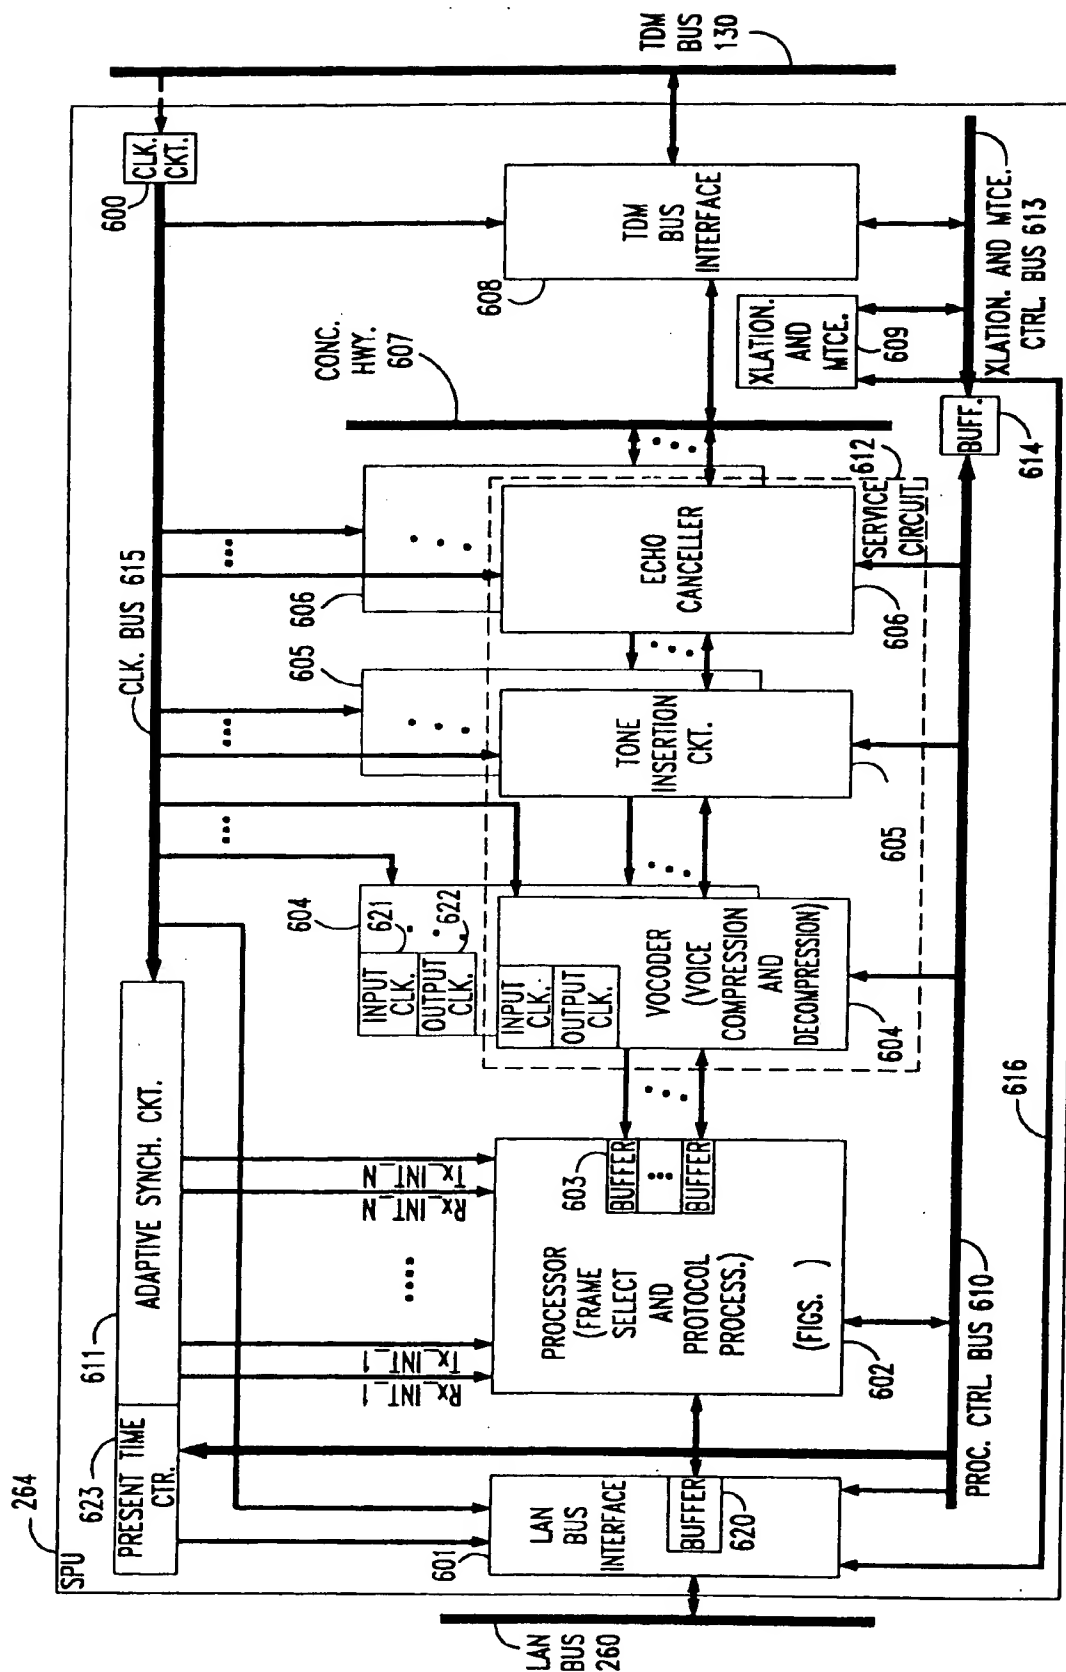 264
SPU
623
PRESENT TIME
CTR.
611
ADAPTIVE SYNCH. CKT.
CLK. BUS 615
600
CLK.
CKT.
TDM
BUS
130
Rx_INT_1
Tx_INT_1
Rx_INT_N
Tx_INT_N
604
INPUT
CLK.
621
OUTPUT
CLK.
622
605
606
CONC.
HWY.
607
601
LAN
BUS
INTERFACE
BUFFER
620
LAN
BUS
260
PROCESSOR
(FRAME
SELECT
AND
PROTOCOL
PROCESS.)
(FIGS. )
602
603
BUFFER
BUFFER
INPUT
CLK.
OUTPUT
CLK.
VOCODER
(VOICE
COMPRESSION
AND
DECOMPRESSION)
604
TONE
INSERTION
CKT.
605
ECHO
CANCELLER
606
SERVICE
CIRCUIT
612
608
TDM
BUS
INTERFACE
XLATION.
AND
MTCE.
609
PROC. CTRL. BUS 610
616
BUFF.
614
XLATION. AND MTCE.
CTRL. BUS 613